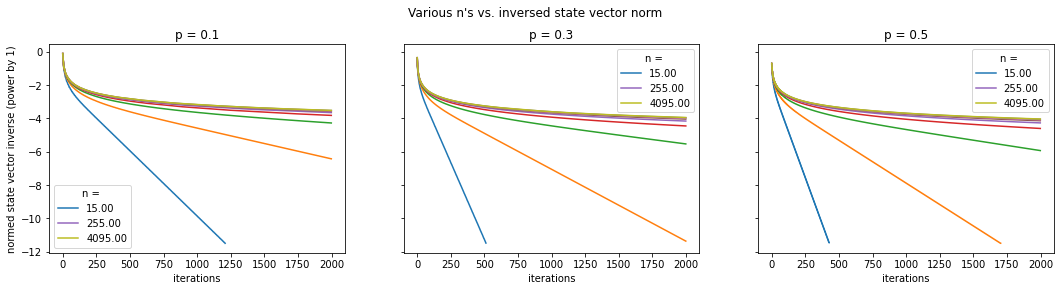 Various n's vs. inversed state vector norm
p = 0.1
normed state vector inverse (power by 1)
0
−2
−4
−6
−8
−10
−12
n =
15.00
255.00
4095.00
0 250 500 750 1000 1250 1500 1750 2000
iterations
p = 0.3
n =
15.00
255.00
4095.00
0 250 500 750 1000 1250 1500 1750 2000
iterations
p = 0.5
n =
15.00
255.00
4095.00
0 250 500 750 1000 1250 1500 1750 2000
iterations